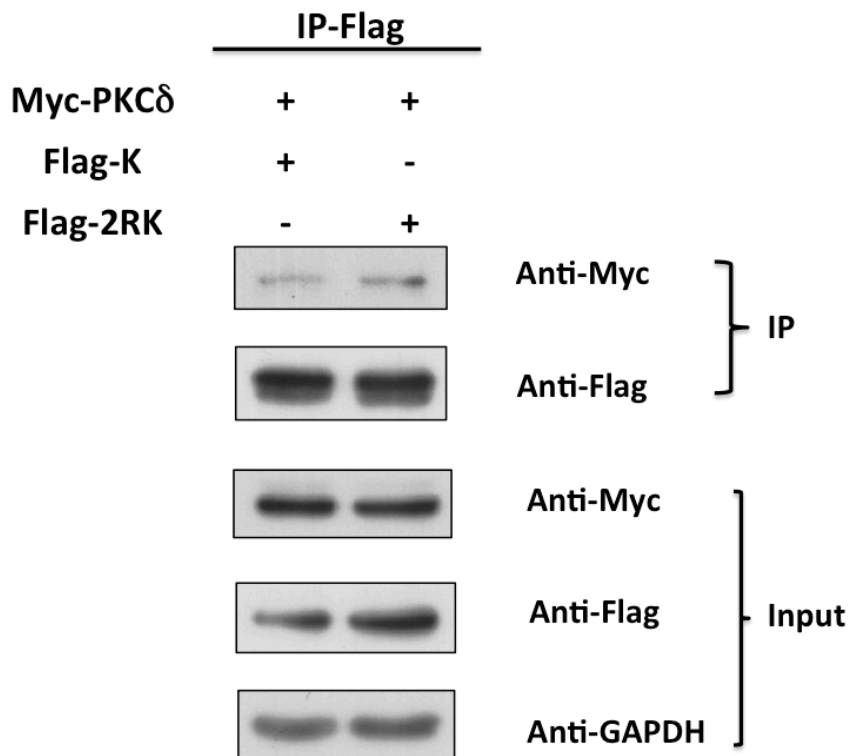 IP-Flag
Myc-PKCδ + +
Flag-K + -
Flag-2RK - +
Anti-Myc
IP
Anti-Flag
Anti-Myc
Anti-Flag
Input
Anti-GAPDH